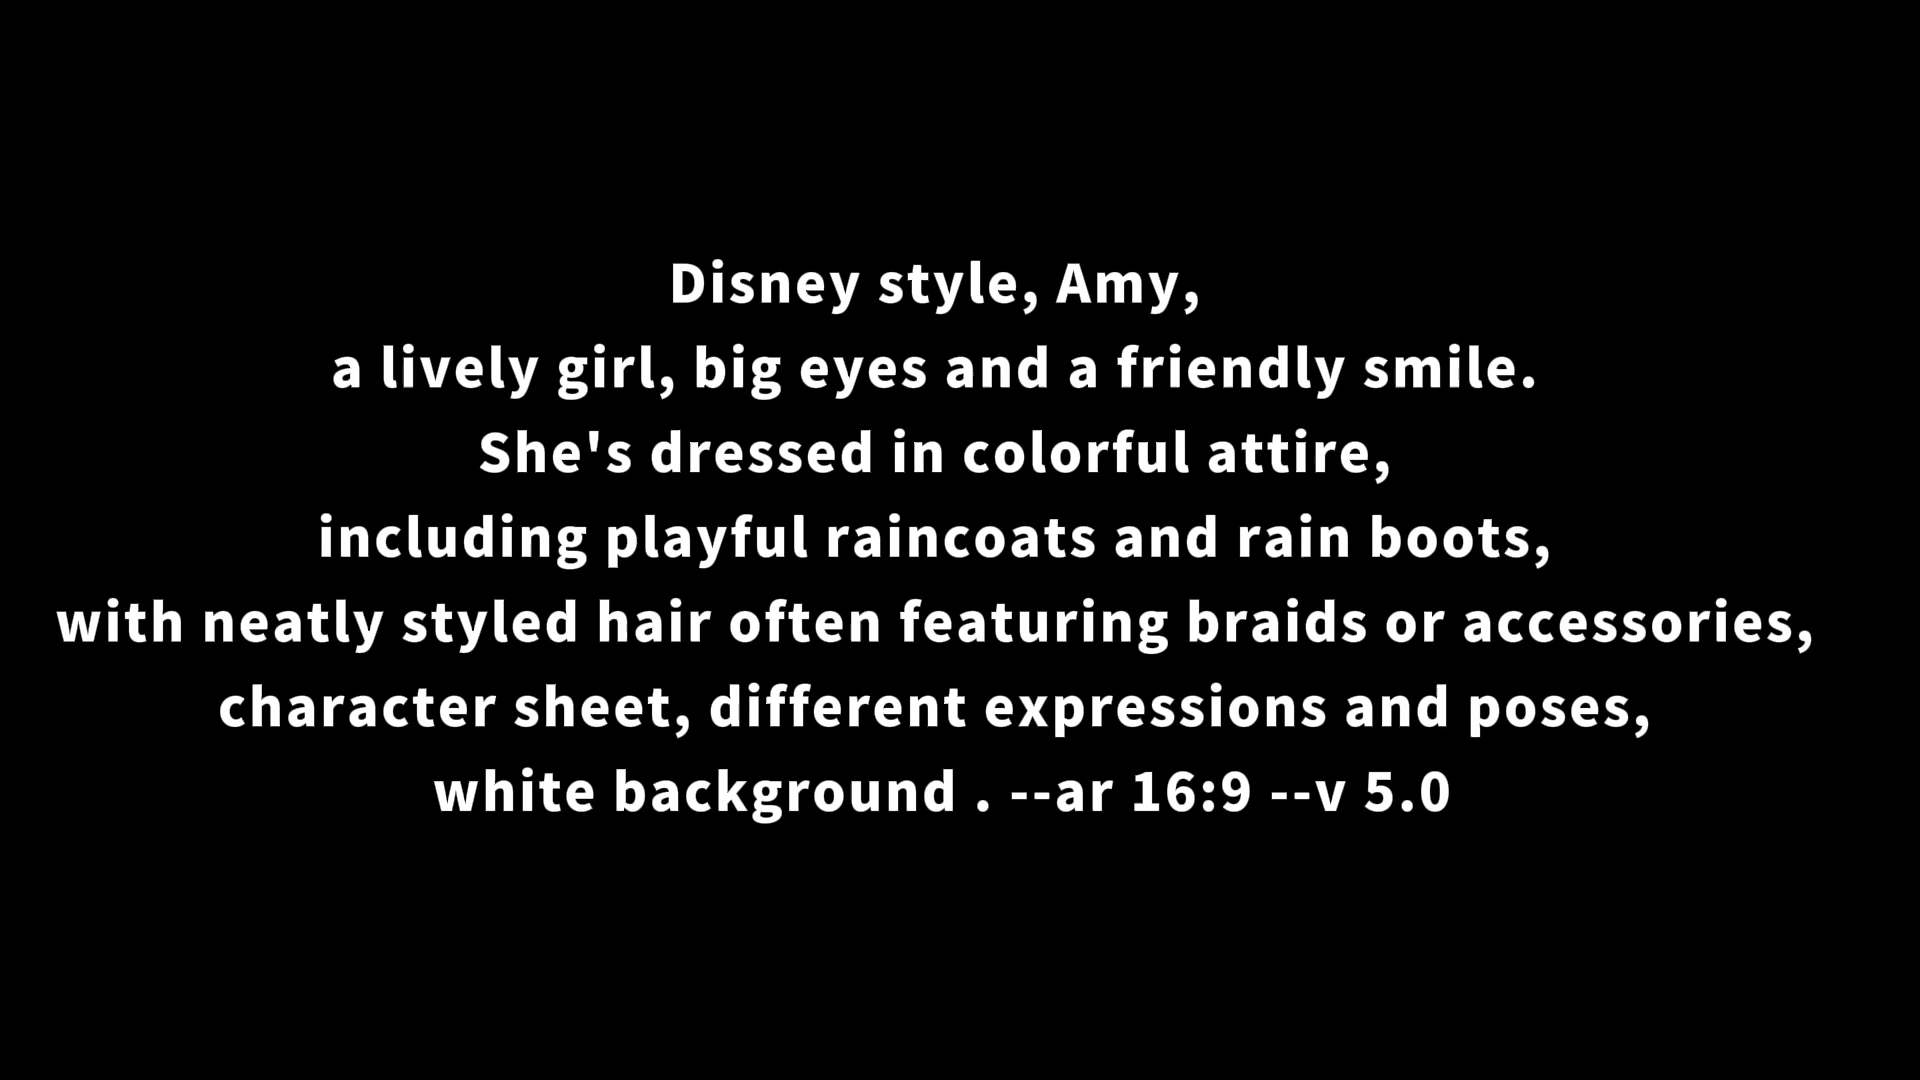 Disney style, Amy,
a lively girl, big eyes and a friendly smile.
She's dressed in colorful attire,
including playful raincoats and rain boots,
with neatly styled hair often featuring braids or accessories,
character sheet, different expressions and poses,
white background . --ar 16:9 --v 5.0